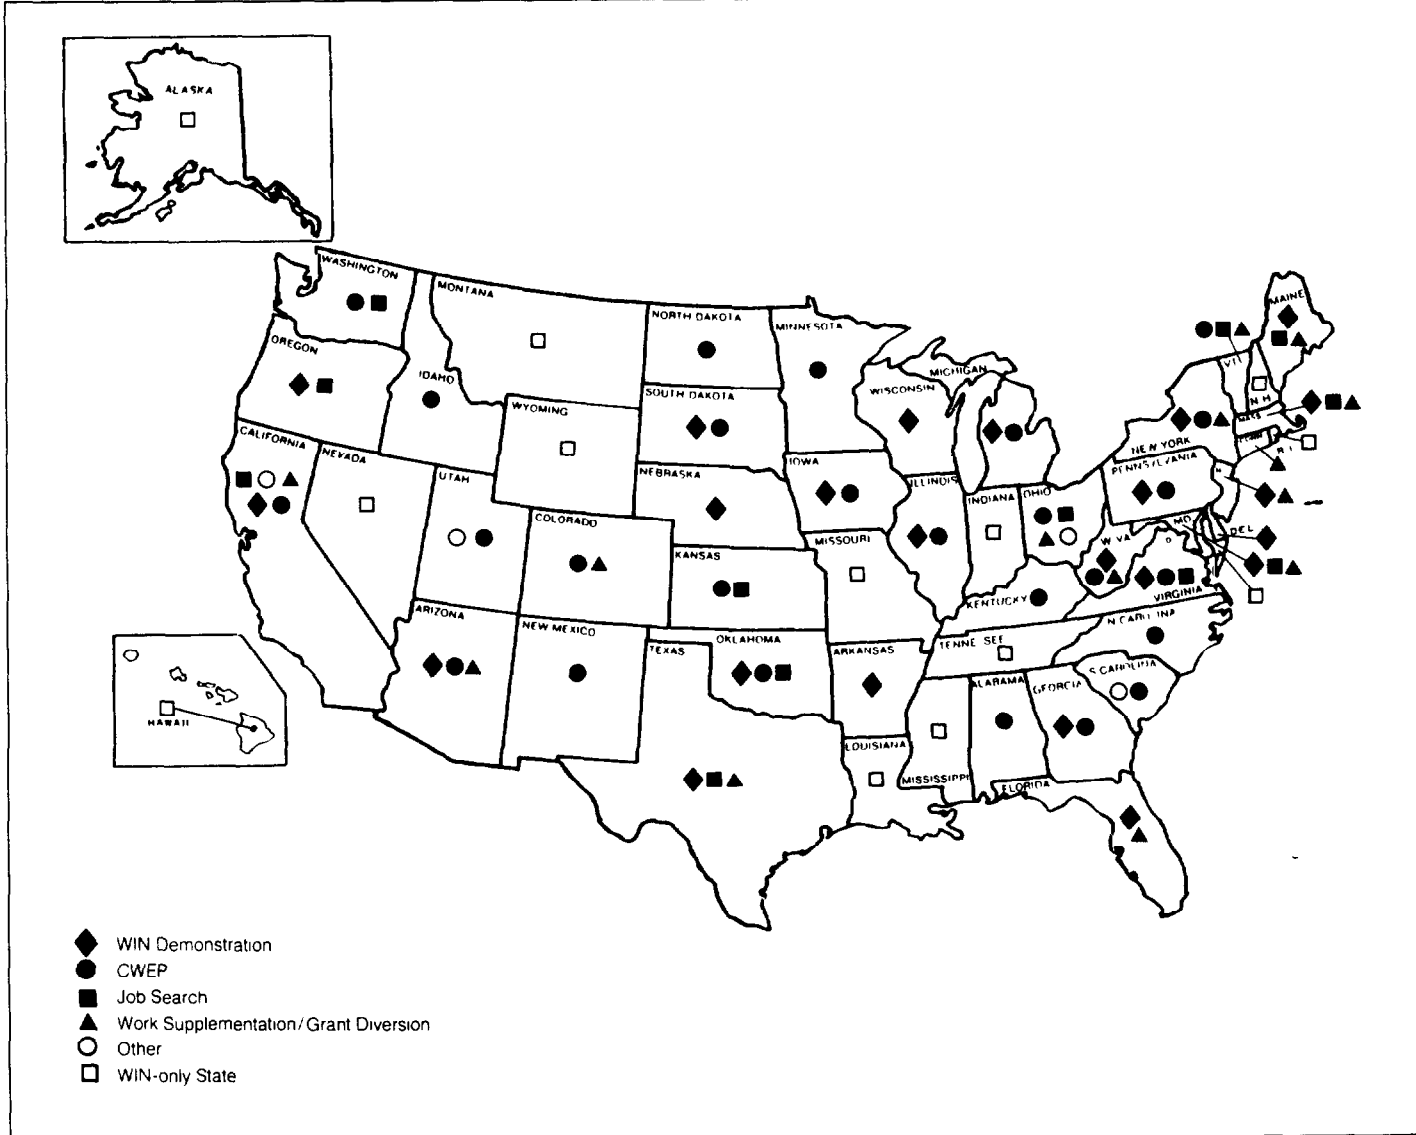 ALASKA
WASHINGTON
MONTANA
NORTH DAKOTA
MINNESOTA
MAINE
OREGON
IDAHO
SOUTH DAKOTA
WISCONSIN
MICHIGAN
VT
N H
MASS
WYOMING
CALIFORNIA
NEVADA
UTAH
NEBRASKA
IOWA
NEW YORK
R I
CONN
PENNSYLVANIA
ILLINOIS
INDIANA
OHIO
COLORADO
KANSAS
MISSOURI
W VA
MD
DEL
KENTUCKY
VIRGINIA
ARIZONA
NEW MEXICO
TEXAS
OKLAHOMA
ARKANSAS
TENNE SEE
N CAROLINA
S CAROLINA
ALABAMA
GEORGIA
HAWAII
LOUISIANA
MISSISSIPPI
FLORIDA
WIN Demonstration
CWEP
Job Search
Work Supplementation/Grant Diversion
Other
WIN-only State